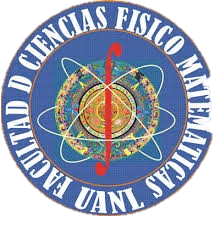 FACULTAD D CIENCIAS FISICO MATEMATICAS
UANL